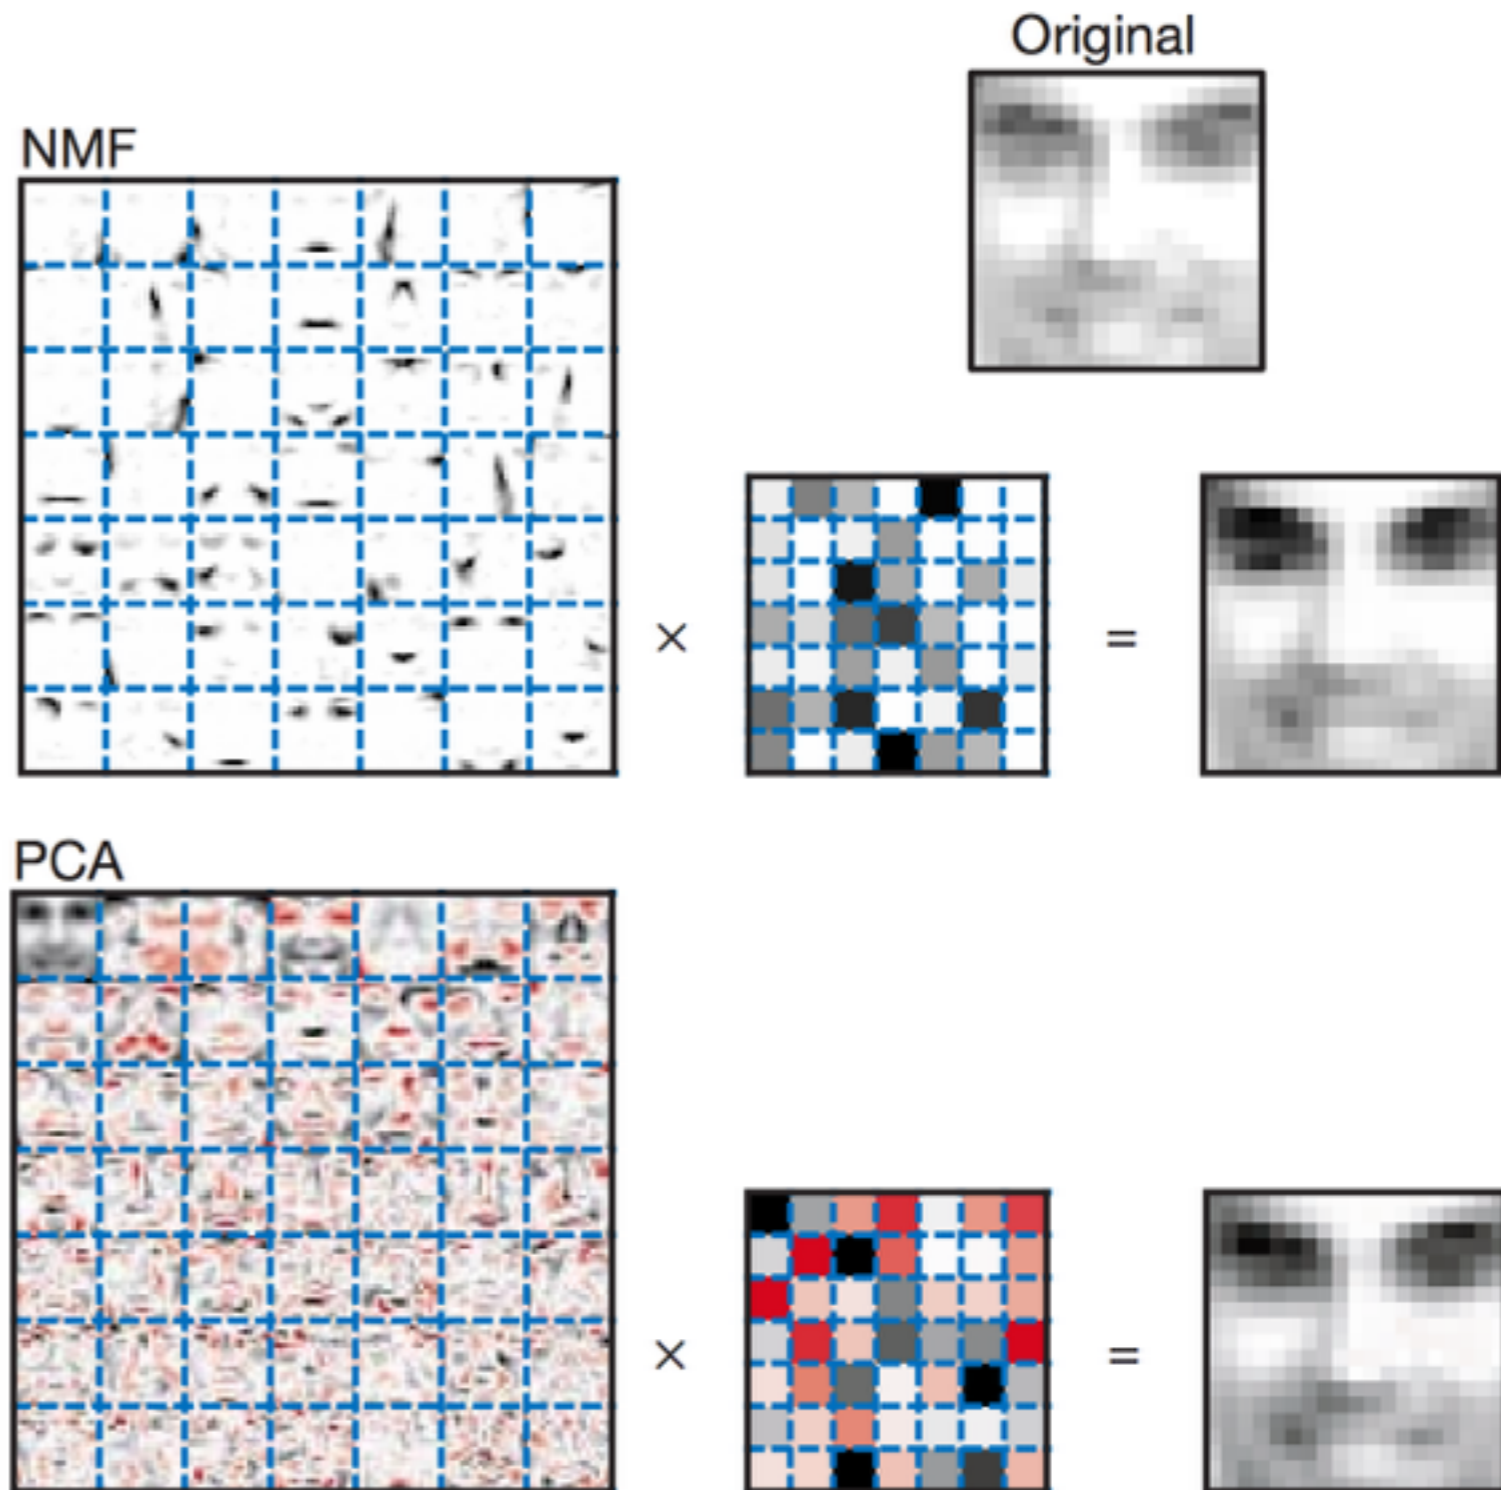 Original
NMF
× =
PCA
× =